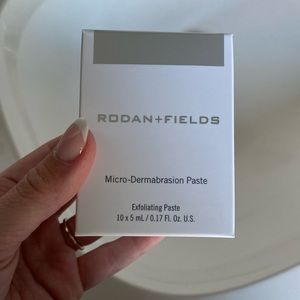 RODAN+FIELDS
Micro-Dermabrasion Paste
Exfoliating Paste
10 x 5 mL / 0.17 Fl. Oz. U.S.